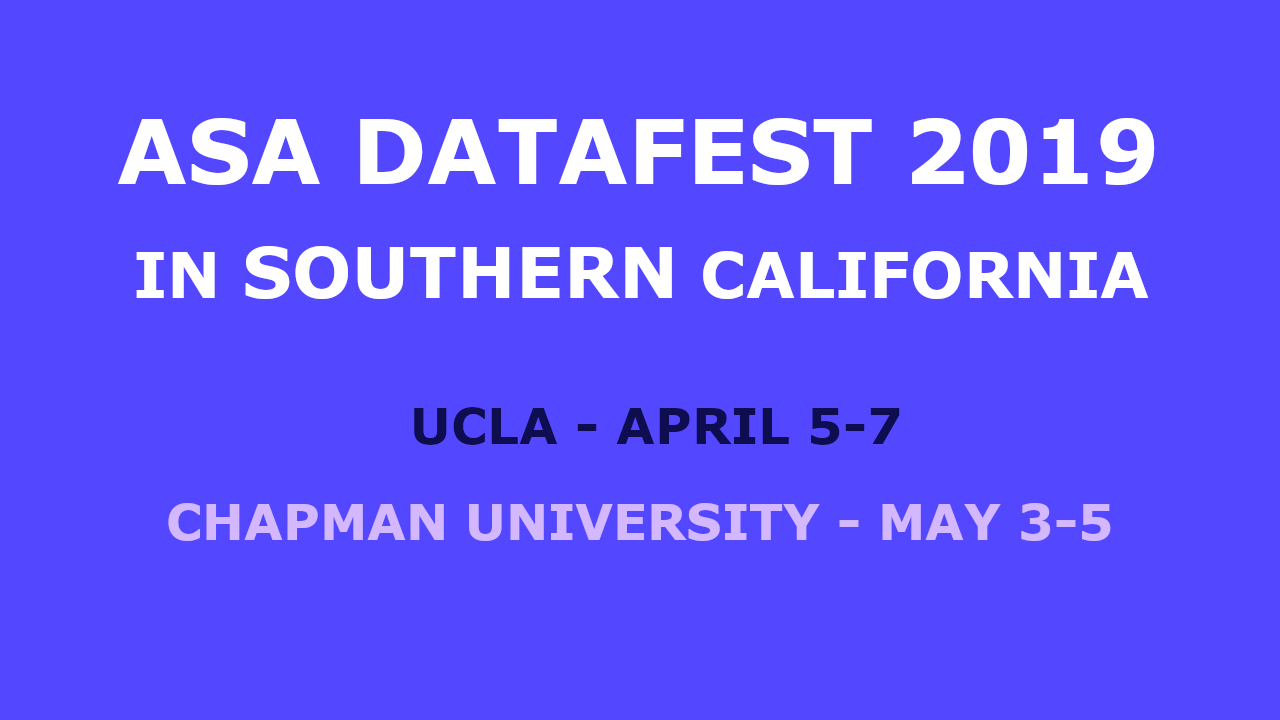 ASA DATAFEST 2019
IN SOUTHERN CALIFORNIA
UCLA – APRIL 5–7
CHAPMAN UNIVERSITY – MAY 3–5